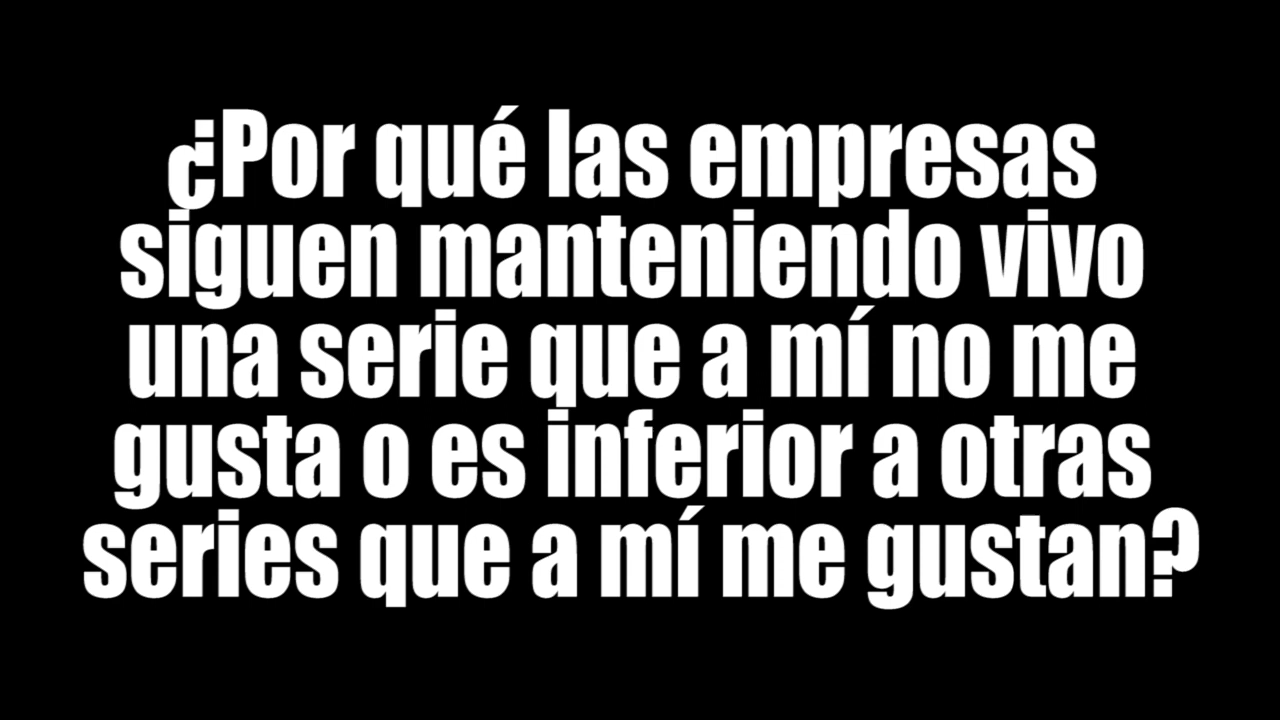 ¿Por qué las empresas
siguen manteniendo vivo
una serie que a mí no me
gusta o es inferior a otras
series que a mí me gustan?